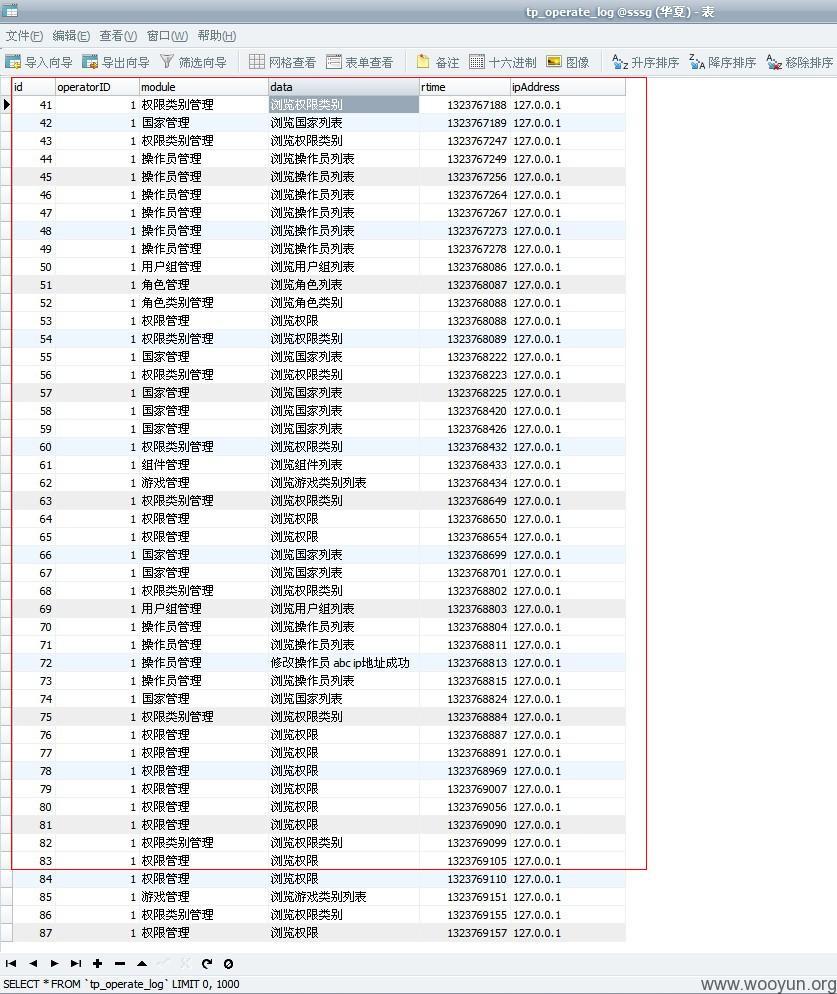 tp_operate_log @sssg (华夏) - 表
文件(F) 编辑(E) 查看(V) 窗口(W) 帮助(H)
导入向导 导出向导 筛选向导 网格查看 表单查看 备注 十六进制 图像 升序排序 降序排序 移除排序
id operatorID module data rtime ipAddress
41 1 权限类别管理 浏览权限类别 1323767188 127.0.0.1
42 1 国家管理 浏览国家列表 1323767189 127.0.0.1
43 1 权限类别管理 浏览权限类别 1323767247 127.0.0.1
44 1 操作员管理 浏览操作员列表 1323767249 127.0.0.1
45 1 操作员管理 浏览操作员列表 1323767256 127.0.0.1
46 1 操作员管理 浏览操作员列表 1323767264 127.0.0.1
47 1 操作员管理 浏览操作员列表 1323767267 127.0.0.1
48 1 操作员管理 浏览操作员列表 1323767273 127.0.0.1
49 1 操作员管理 浏览操作员列表 1323767278 127.0.0.1
50 1 用户组管理 浏览用户组列表 1323768086 127.0.0.1
51 1 角色管理 浏览角色列表 1323768087 127.0.0.1
52 1 角色类别管理 浏览角色类别 1323768088 127.0.0.1
53 1 权限管理 浏览权限 1323768088 127.0.0.1
54 1 权限类别管理 浏览权限类别 1323768089 127.0.0.1
55 1 国家管理 浏览国家列表 1323768222 127.0.0.1
56 1 权限类别管理 浏览权限类别 1323768223 127.0.0.1
57 1 国家管理 浏览国家列表 1323768225 127.0.0.1
58 1 国家管理 浏览国家列表 1323768420 127.0.0.1
59 1 国家管理 浏览国家列表 1323768426 127.0.0.1
60 1 权限类别管理 浏览权限类别 1323768432 127.0.0.1
61 1 组件管理 浏览组件列表 1323768433 127.0.0.1
62 1 游戏管理 浏览游戏类别列表 1323768434 127.0.0.1
63 1 权限类别管理 浏览权限类别 1323768649 127.0.0.1
64 1 权限管理 浏览权限 1323768650 127.0.0.1
65 1 权限管理 浏览权限 1323768654 127.0.0.1
66 1 国家管理 浏览国家列表 1323768699 127.0.0.1
67 1 国家管理 浏览国家列表 1323768701 127.0.0.1
68 1 权限类别管理 浏览权限类别 1323768802 127.0.0.1
69 1 用户组管理 浏览用户组列表 1323768803 127.0.0.1
70 1 操作员管理 浏览操作员列表 1323768804 127.0.0.1
71 1 操作员管理 浏览操作员列表 1323768811 127.0.0.1
72 1 操作员管理 修改操作员 abc ip地址成功 1323768813 127.0.0.1
73 1 操作员管理 浏览操作员列表 1323768815 127.0.0.1
74 1 国家管理 浏览国家列表 1323768824 127.0.0.1
75 1 权限类别管理 浏览权限类别 1323768884 127.0.0.1
76 1 权限管理 浏览权限 1323768887 127.0.0.1
77 1 权限管理 浏览权限 1323768891 127.0.0.1
78 1 权限管理 浏览权限 1323768969 127.0.0.1
79 1 权限管理 浏览权限 1323769007 127.0.0.1
80 1 权限管理 浏览权限 1323769056 127.0.0.1
81 1 权限管理 浏览权限 1323769090 127.0.0.1
82 1 权限类别管理 浏览权限类别 1323769099 127.0.0.1
83 1 权限管理 浏览权限 1323769105 127.0.0.1
84 1 权限管理 浏览权限 1323769110 127.0.0.1
85 1 游戏管理 浏览游戏类别列表 1323769151 127.0.0.1
86 1 权限类别管理 浏览权限类别 1323769155 127.0.0.1
87 1 权限管理 浏览权限 1323769157 127.0.0.1
SELECT * FROM `tp_operate_log` LIMIT 0, 1000
www.wooyun.org